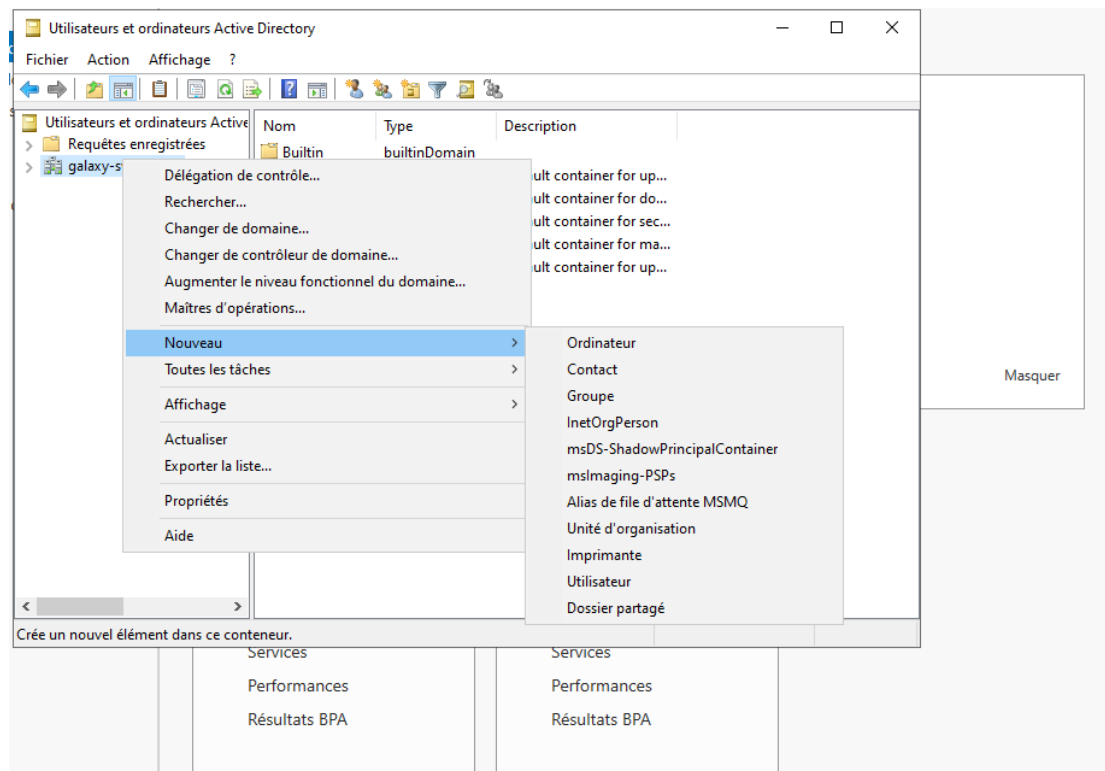 Utilisateurs et ordinateurs Active Directory
Fichier Action Affichage ?
Utilisateurs et ordinateurs Active
Requêtes enregistrées
galaxy-s
Nom Type Description
Builtin builtinDomain
ult container for up...
ult container for do...
ult container for sec...
ult container for ma...
ult container for up...
Délégation de contrôle...
Rechercher...
Changer de domaine...
Changer de contrôleur de domaine...
Augmenter le niveau fonctionnel du domaine...
Maîtres d'opérations...
Nouveau
Toutes les tâches
Affichage
Actualiser
Exporter la liste...
Propriétés
Aide
Ordinateur
Contact
Groupe
InetOrgPerson
msDS-ShadowPrincipalContainer
msImaging-PSPs
Alias de file d'attente MSMQ
Unité d'organisation
Imprimante
Utilisateur
Dossier partagé
Masquer
Crée un nouvel élément dans ce conteneur.
Services Services
Performances Performances
Résultats BPA Résultats BPA